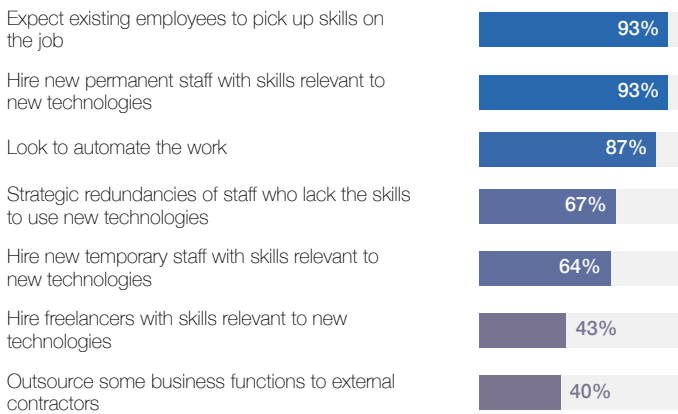 Expect existing employees to pick up skills on
the job
93%
Hire new permanent staff with skills relevant to
new technologies
93%
Look to automate the work
87%
Strategic redundancies of staff who lack the skills
to use new technologies
67%
Hire new temporary staff with skills relevant to
new technologies
64%
Hire freelancers with skills relevant to new
technologies
43%
Outsource some business functions to external
contractors
40%